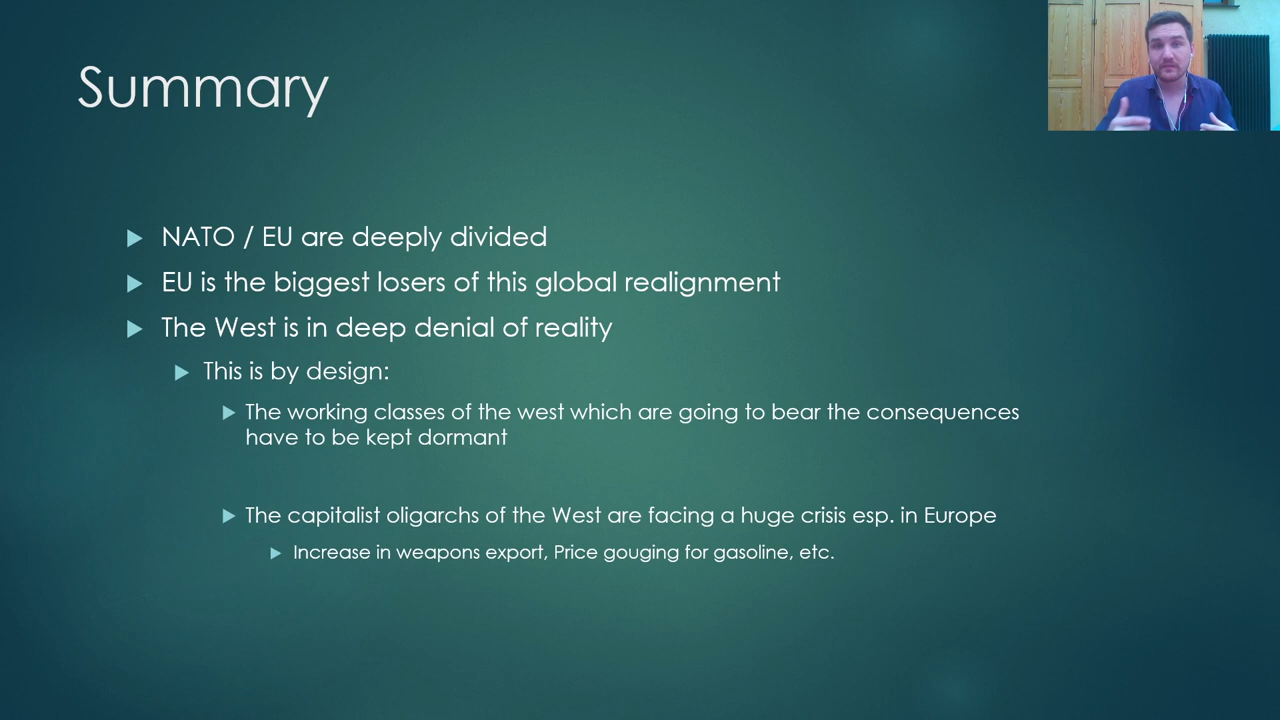 Summary
NATO / EU are deeply divided
EU is the biggest losers of this global realignment
The West is in deep denial of reality
This is by design:
The working classes of the west which are going to bear the consequences
have to be kept dormant
The capitalist oligarchs of the West are facing a huge crisis esp. in Europe
Increase in weapons export, Price gouging for gasoline, etc.